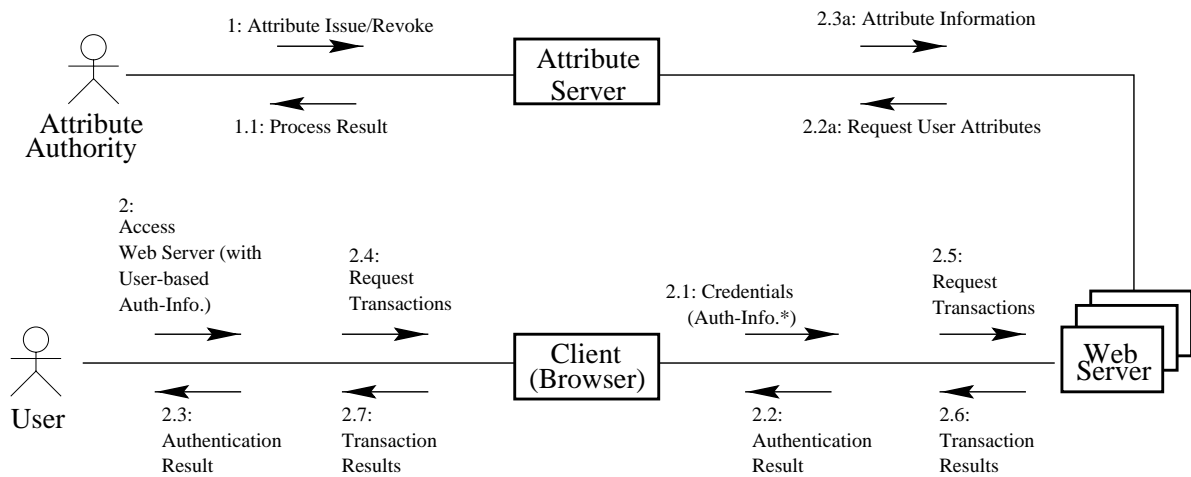 1: Attribute Issue/Revoke
2.3a: Attribute Information
Attribute
Server
1.1: Process Result
2.2a: Request User Attributes
Attribute
Authority
2:
Access
Web Server (with
User-based
Auth-Info.)
2.4:
Request
Transactions
2.1: Credentials
(Auth-Info.*)
2.5:
Request
Transactions
Client
(Browser)
Web
Server
User
2.3:
Authentication
Result
2.7:
Transaction
Results
2.2:
Authentication
Result
2.6:
Transaction
Results